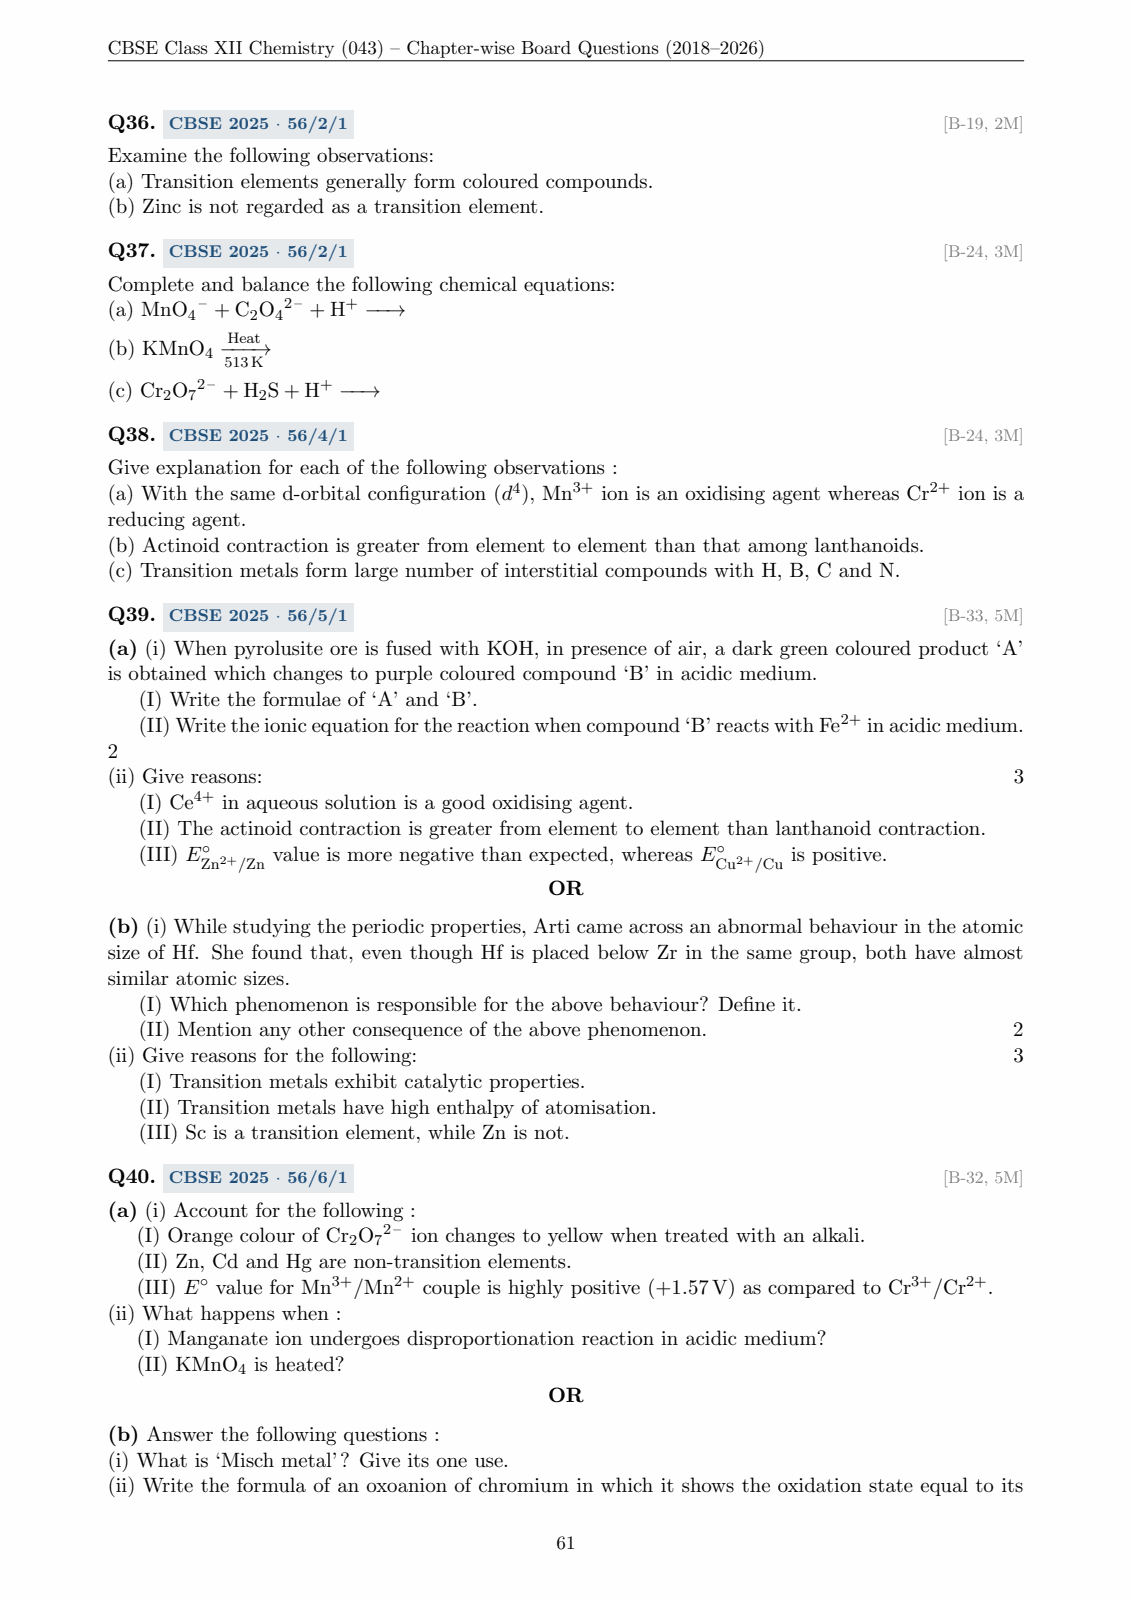 CBSE Class XII Chemistry (043) – Chapter-wise Board Questions (2018–2026)
Q36. CBSE 2025 · 56/2/1 [B-19, 2M]
Examine the following observations:
(a) Transition elements generally form coloured compounds.
(b) Zinc is not regarded as a transition element.
Q37. CBSE 2025 · 56/2/1 [B-24, 3M]
Complete and balance the following chemical equations:
(a) MnO₄⁻ + C₂O₄²⁻ + H⁺ ⟶
(b) KMnO₄ —Heat/513 K→
(c) Cr₂O₇²⁻ + H₂S + H⁺ ⟶
Q38. CBSE 2025 · 56/4/1 [B-24, 3M]
Give explanation for each of the following observations :
(a) With the same d-orbital configuration (d⁴), Mn³⁺ ion is an oxidising agent whereas Cr²⁺ ion is a
reducing agent.
(b) Actinoid contraction is greater from element to element than that among lanthanoids.
(c) Transition metals form large number of interstitial compounds with H, B, C and N.
Q39. CBSE 2025 · 56/5/1 [B-33, 5M]
(a) (i) When pyrolusite ore is fused with KOH, in presence of air, a dark green coloured product ‘A’
is obtained which changes to purple coloured compound ‘B’ in acidic medium.
(I) Write the formulae of ‘A’ and ‘B’.
(II) Write the ionic equation for the reaction when compound ‘B’ reacts with Fe²⁺ in acidic medium.
2
(ii) Give reasons: 3
(I) Ce⁴⁺ in aqueous solution is a good oxidising agent.
(II) The actinoid contraction is greater from element to element than lanthanoid contraction.
(III) E°Zn²⁺/Zn value is more negative than expected, whereas E°Cu²⁺/Cu is positive.
OR
(b) (i) While studying the periodic properties, Arti came across an abnormal behaviour in the atomic
size of Hf. She found that, even though Hf is placed below Zr in the same group, both have almost
similar atomic sizes.
(I) Which phenomenon is responsible for the above behaviour? Define it.
(II) Mention any other consequence of the above phenomenon. 2
(ii) Give reasons for the following: 3
(I) Transition metals exhibit catalytic properties.
(II) Transition metals have high enthalpy of atomisation.
(III) Sc is a transition element, while Zn is not.
Q40. CBSE 2025 · 56/6/1 [B-32, 5M]
(a) (i) Account for the following :
(I) Orange colour of Cr₂O₇²⁻ ion changes to yellow when treated with an alkali.
(II) Zn, Cd and Hg are non-transition elements.
(III) E° value for Mn³⁺/Mn²⁺ couple is highly positive (+1.57 V) as compared to Cr³⁺/Cr²⁺.
(ii) What happens when :
(I) Manganate ion undergoes disproportionation reaction in acidic medium?
(II) KMnO₄ is heated?
OR
(b) Answer the following questions :
(i) What is ‘Misch metal’? Give its one use.
(ii) Write the formula of an oxoanion of chromium in which it shows the oxidation state equal to its
61